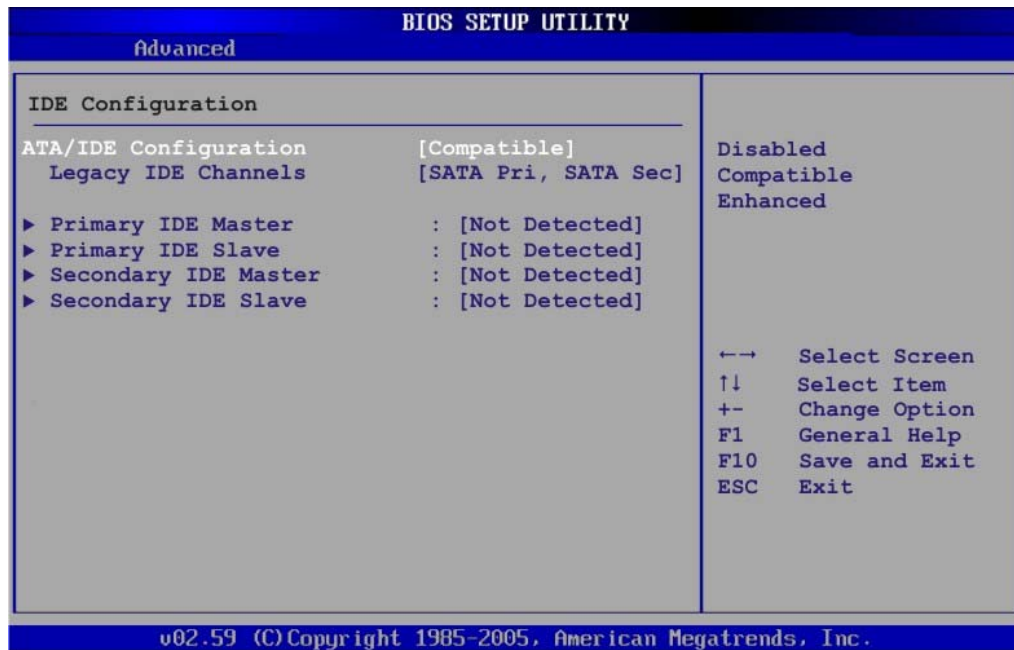 BIOS SETUP UTILITY
Advanced
IDE Configuration
ATA/IDE Configuration [Compatible]
Legacy IDE Channels [SATA Pri, SATA Sec]
▶ Primary IDE Master : [Not Detected]
▶ Primary IDE Slave : [Not Detected]
▶ Secondary IDE Master : [Not Detected]
▶ Secondary IDE Slave : [Not Detected]
Disabled
Compatible
Enhanced
←→ Select Screen
↑↓ Select Item
+- Change Option
F1 General Help
F10 Save and Exit
ESC Exit
v02.59 (C)Copyright 1985-2005, American Megatrends, Inc.